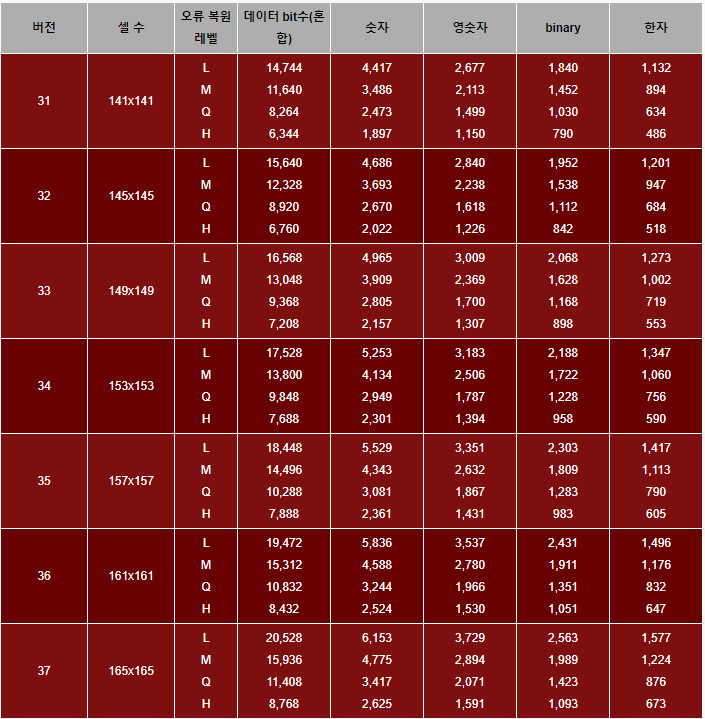 버전 셀 수 오류 복원 레벨 데이터 bit수(혼합) 숫자 영숫자 binary 한자
31 141x141 L 14,744 4,417 2,677 1,840 1,132
M 11,640 3,486 2,113 1,452 894
Q 8,264 2,473 1,499 1,030 634
H 6,344 1,897 1,150 790 486
32 145x145 L 15,640 4,686 2,840 1,952 1,201
M 12,328 3,693 2,238 1,538 947
Q 8,920 2,670 1,618 1,112 684
H 6,760 2,022 1,226 842 518
33 149x149 L 16,568 4,965 3,009 2,068 1,273
M 13,048 3,909 2,369 1,628 1,002
Q 9,368 2,805 1,700 1,168 719
H 7,208 2,157 1,307 898 553
34 153x153 L 17,528 5,253 3,183 2,188 1,347
M 13,800 4,134 2,506 1,722 1,060
Q 9,848 2,949 1,787 1,228 756
H 7,688 2,301 1,394 958 590
35 157x157 L 18,448 5,529 3,351 2,303 1,417
M 14,496 4,343 2,632 1,809 1,113
Q 10,288 3,081 1,867 1,283 790
H 7,888 2,361 1,431 983 605
36 161x161 L 19,472 5,836 3,537 2,431 1,496
M 15,312 4,588 2,780 1,911 1,176
Q 10,832 3,244 1,966 1,351 832
H 8,432 2,524 1,530 1,051 647
37 165x165 L 20,528 6,153 3,729 2,563 1,577
M 15,936 4,775 2,894 1,989 1,224
Q 11,408 3,417 2,071 1,423 876
H 8,768 2,625 1,591 1,093 673